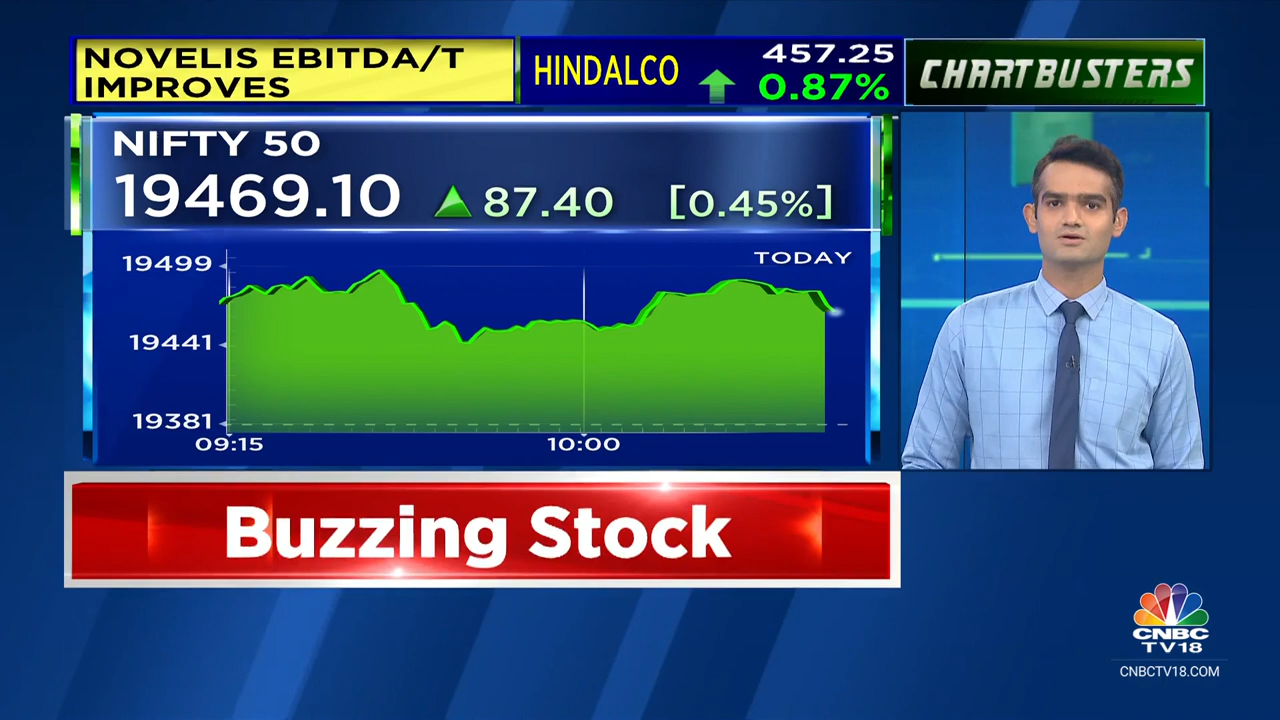 NOVELIS EBITDA/T
IMPROVES
HINDALCO
457.25
0.87%
CHARTBUSTERS
NIFTY 50
19469.10 87.40 [0.45%]
TODAY
19499
19441
19381
09:15 10:00
Buzzing Stock
CNBC
TV18
CNBCTV18.COM